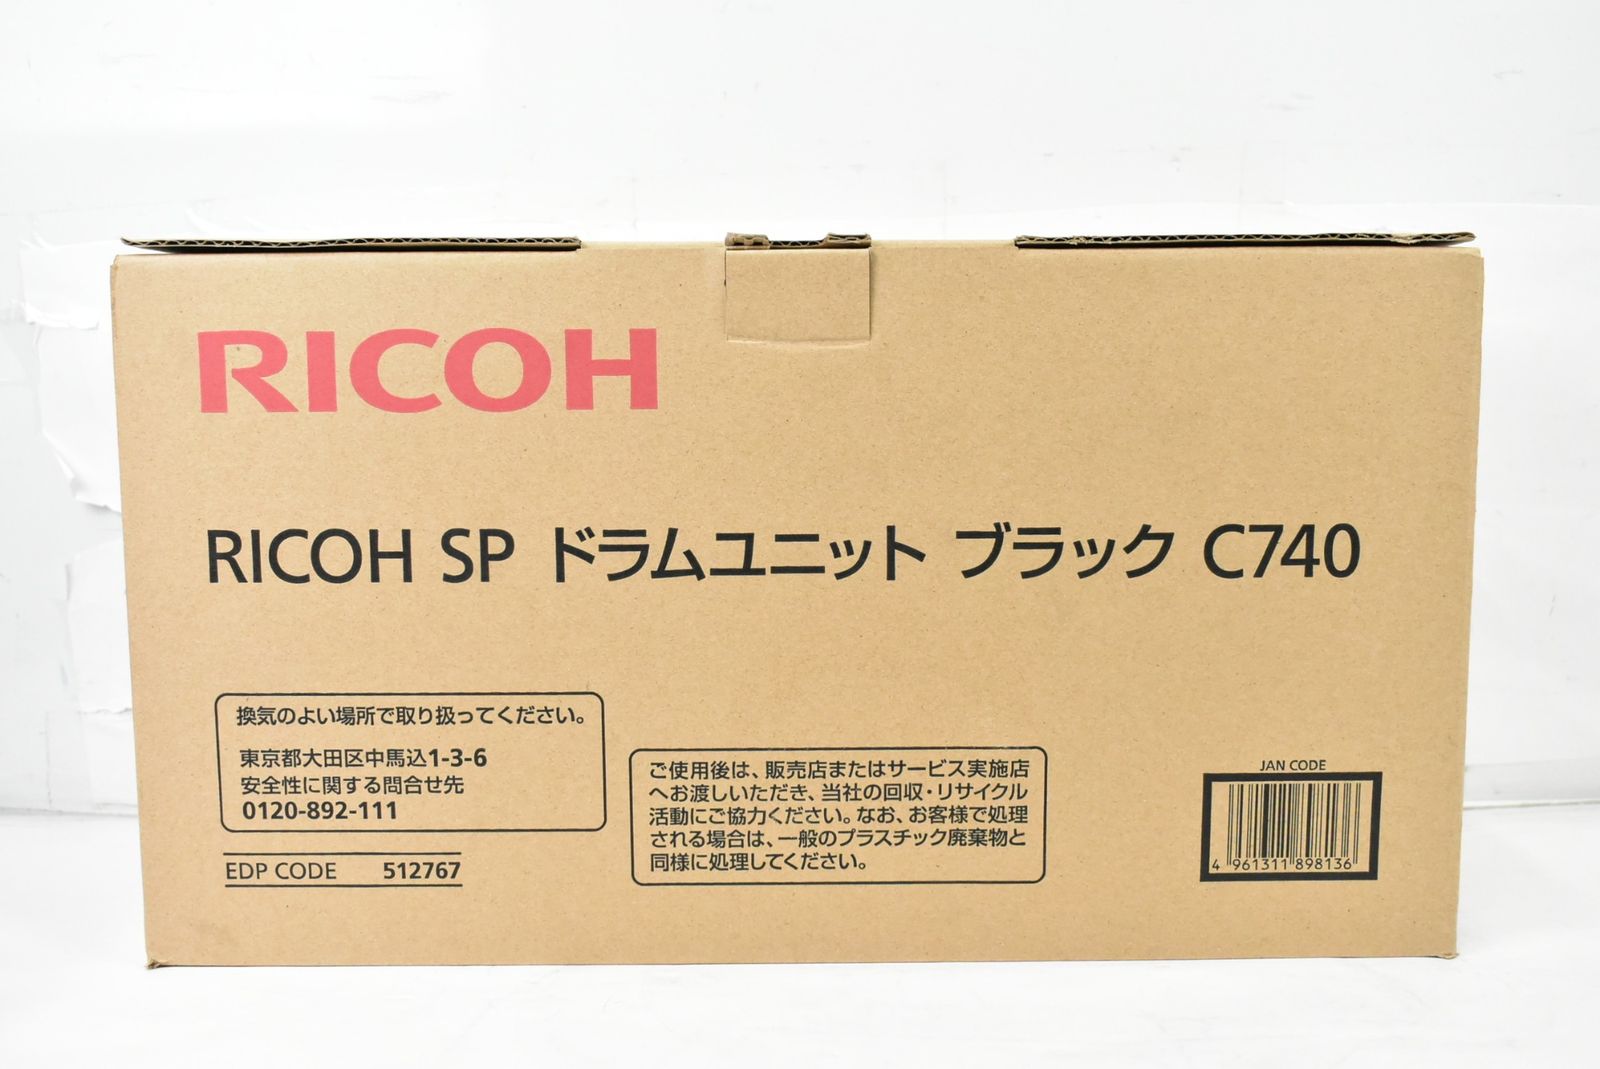 RICOH
RICOH SP ドラムユニット ブラック C740
換気のよい場所で取り扱ってください。
東京都大田区中馬込1-3-6
安全性に関する問合せ先
0120-892-111
EDP CODE 512767
ご使用後は、販売店またはサービス実施店
へお渡しいただき、当社の回収・リサイクル
活動にご協力ください。なお、お客様で処理
される場合は、一般のプラスチック廃棄物と
同様に処理してください。
JAN CODE
4 961311 898136